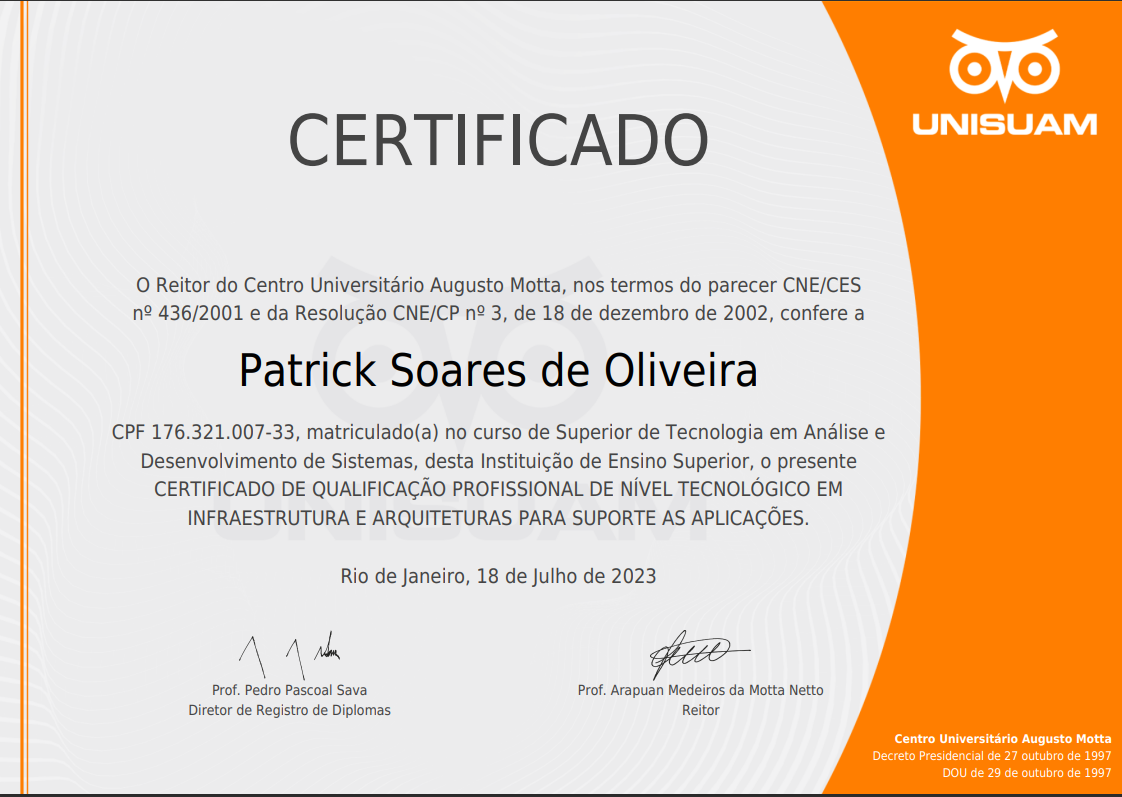 UNISUAM
CERTIFICADO
O Reitor do Centro Universitário Augusto Motta, nos termos do parecer CNE/CES
nº 436/2001 e da Resolução CNE/CP nº 3, de 18 de dezembro de 2002, confere a
Patrick Soares de Oliveira
CPF 176.321.007-33, matriculado(a) no curso de Superior de Tecnologia em Análise e
Desenvolvimento de Sistemas, desta Instituição de Ensino Superior, o presente
CERTIFICADO DE QUALIFICAÇÃO PROFISSIONAL DE NÍVEL TECNOLÓGICO EM
INFRAESTRUTURA E ARQUITETURAS PARA SUPORTE AS APLICAÇÕES.
UNISUAM
Rio de Janeiro, 18 de Julho de 2023
Prof. Pedro Pascoal Sava
Diretor de Registro de Diplomas
Prof. Arapuan Medeiros da Motta Netto
Reitor
Centro Universitário Augusto Motta
Decreto Presidencial de 27 outubro de 1997
DOU de 29 de outubro de 1997